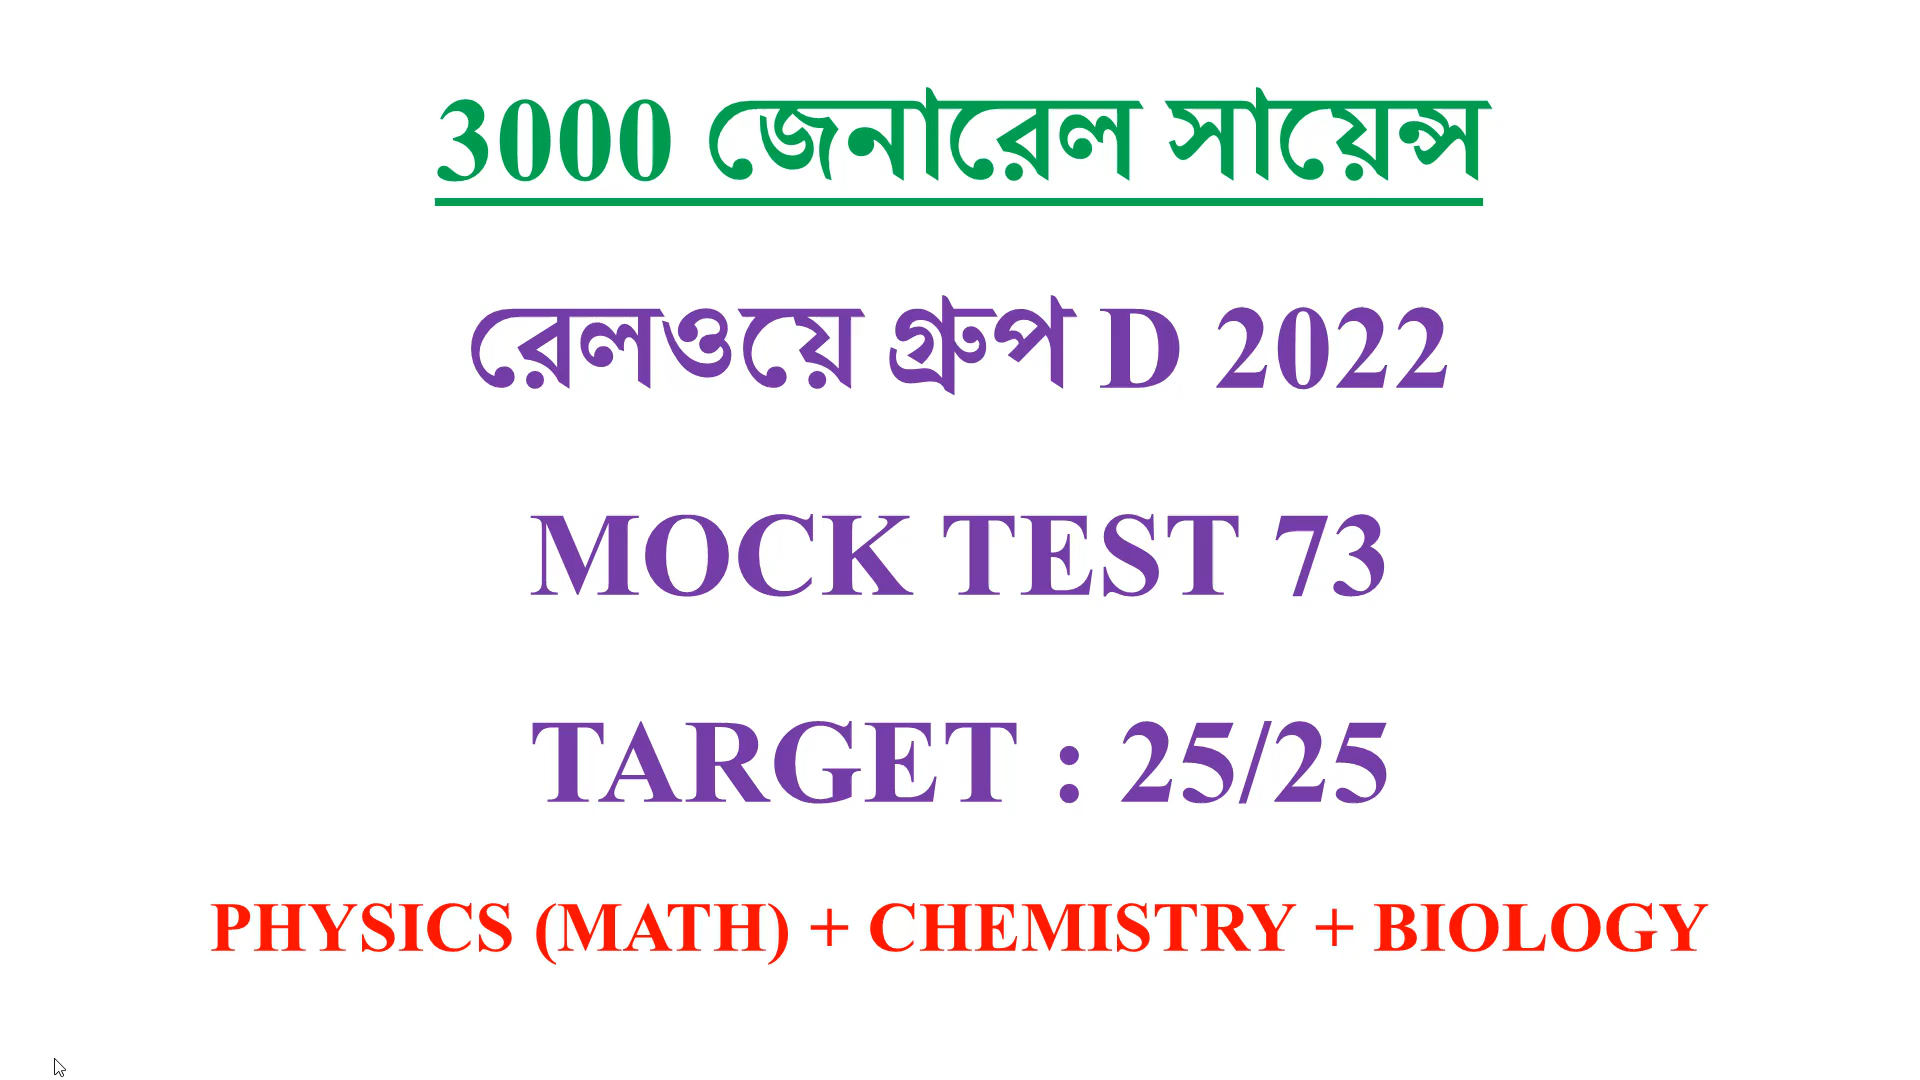 3000 জেনারেল সায়েন্স
রেলওয়ে গ্রুপ D 2022
MOCK TEST 73
TARGET : 25/25
PHYSICS (MATH) + CHEMISTRY + BIOLOGY